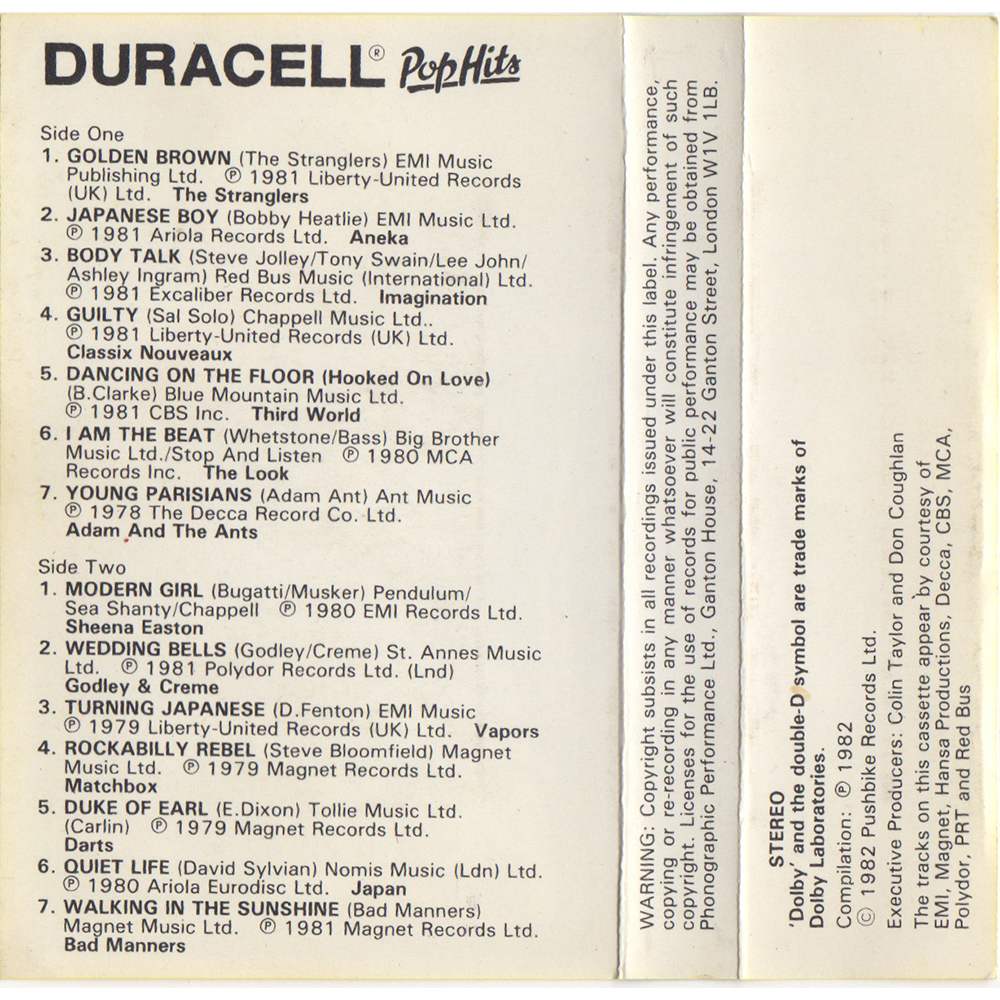 DURACELL® Pop Hits
Side One
1. GOLDEN BROWN (The Stranglers) EMI Music
Publishing Ltd. ℗ 1981 Liberty-United Records
(UK) Ltd. The Stranglers
2. JAPANESE BOY (Bobby Heatlie) EMI Music Ltd.
℗ 1981 Ariola Records Ltd. Aneka
3. BODY TALK (Steve Jolley/Tony Swain/Lee John/
Ashley Ingram) Red Bus Music (International) Ltd.
℗ 1981 Excaliber Records Ltd. Imagination
4. GUILTY (Sal Solo) Chappell Music Ltd..
℗ 1981 Liberty-United Records (UK) Ltd.
Classix Nouveaux
5. DANCING ON THE FLOOR (Hooked On Love)
(B.Clarke) Blue Mountain Music Ltd.
℗ 1981 CBS Inc. Third World
6. I AM THE BEAT (Whetstone/Bass) Big Brother
Music Ltd./Stop And Listen ℗ 1980 MCA
Records Inc. The Look
7. YOUNG PARISIANS (Adam Ant) Ant Music
℗ 1978 The Decca Record Co. Ltd.
Adam And The Ants
Side Two
1. MODERN GIRL (Bugatti/Musker) Pendulum/
Sea Shanty/Chappell ℗ 1980 EMI Records Ltd.
Sheena Easton
2. WEDDING BELLS (Godley/Creme) St. Annes Music
Ltd. ℗ 1981 Polydor Records Ltd. (Lnd)
Godley & Creme
3. TURNING JAPANESE (D.Fenton) EMI Music
℗ 1979 Liberty-United Records (UK) Ltd. Vapors
4. ROCKABILLY REBEL (Steve Bloomfield) Magnet
Music Ltd. ℗ 1979 Magnet Records Ltd.
Matchbox
5. DUKE OF EARL (E.Dixon) Tollie Music Ltd.
(Carlin) ℗ 1979 Magnet Records Ltd.
Darts
6. QUIET LIFE (David Sylvian) Nomis Music (Ldn) Ltd.
℗ 1980 Ariola Eurodisc Ltd. Japan
7. WALKING IN THE SUNSHINE (Bad Manners)
Magnet Music Ltd. ℗ 1981 Magnet Records Ltd.
Bad Manners
WARNING: Copyright subsists in all recordings issued under this label. Any performance,
copying or re-recording in any manner whatsoever will constitute infringement of such
copyright. Licenses for the use of records for public performance may be obtained from
Phonographic Performance Ltd., Ganton House, 14-22 Ganton Street, London W1V 1LB.
STEREO
'Dolby' and the double-D symbol are trade marks of
Dolby Laboratories.
Compilation: ℗ 1982
© 1982 Pushbike Records Ltd.
Executive Producers: Colin Taylor and Don Coughlan
The tracks on this cassette appear by courtesy of
EMI, Magnet, Hansa Productions, Decca, CBS, MCA,
Polydor, PRT and Red Bus